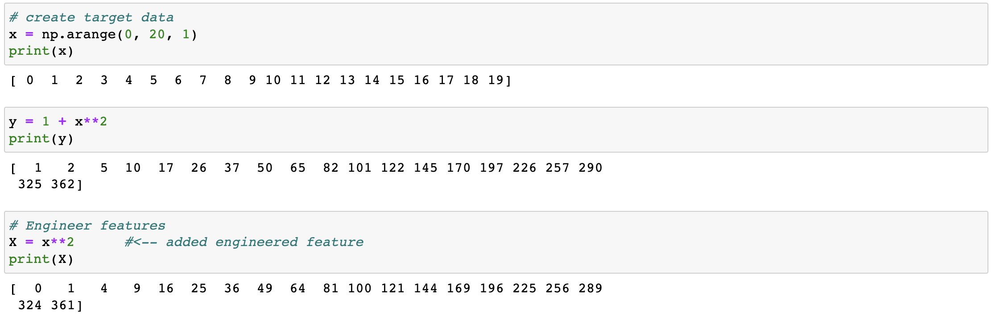 # create target data
x = np.arange(0, 20, 1)
print(x)
[ 0  1  2  3  4  5  6  7  8  9 10 11 12 13 14 15 16 17 18 19]
y = 1 + x**2
print(y)
[  1   2   5  10  17  26  37  50  65  82 101 122 145 170 197 226 257 290
 325 362]
# Engineer features
X = x**2      #<-- added engineered feature
print(X)
[  0   1   4   9  16  25  36  49  64  81 100 121 144 169 196 225 256 289
 324 361]